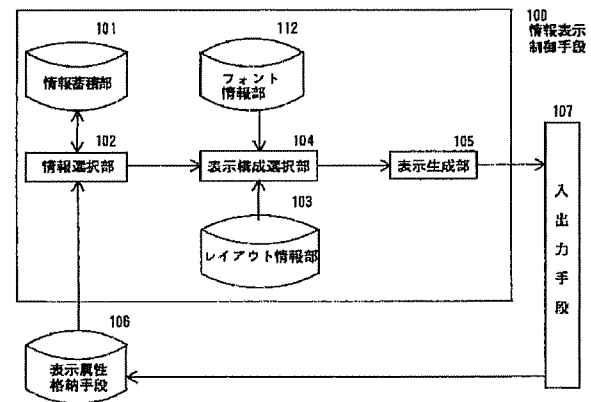 100
情報表示
制御手段
101
情報蓄積部
112
フォント
情報部
107
入出力手段
102
情報選択部
104
表示構成選択部
105
表示生成部
103
レイアウト情報部
106
表示属性
格納手段